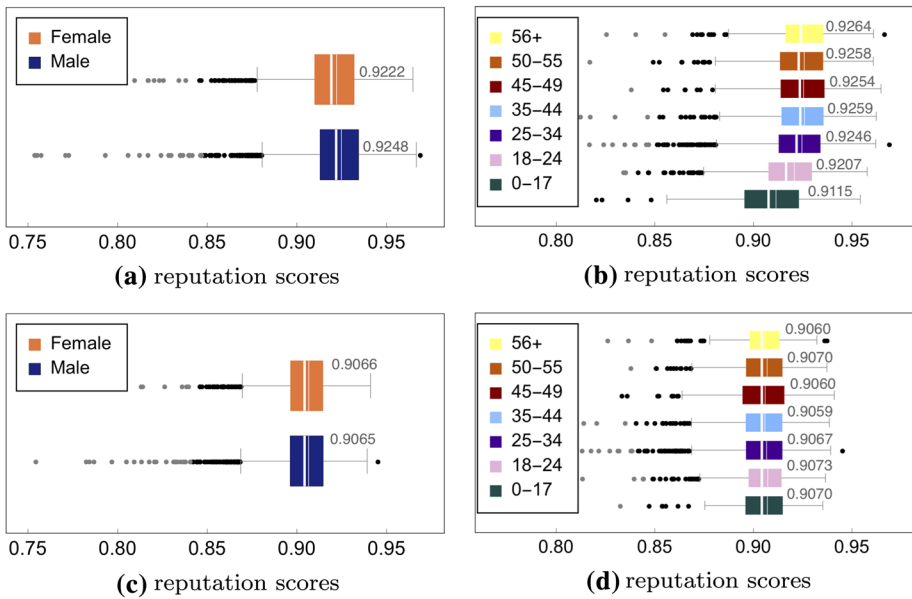 Female
Male
0.9222
0.9248
0.75 0.80 0.85 0.90 0.95
(a) reputation scores
56+
50–55
45–49
35–44
25–34
18–24
0–17
0.9264
0.9258
0.9254
0.9259
0.9246
0.9207
0.9115
0.80 0.85 0.90 0.95
(b) reputation scores
Female
Male
0.9066
0.9065
0.75 0.80 0.85 0.90 0.95
(c) reputation scores
56+
50–55
45–49
35–44
25–34
18–24
0–17
0.9060
0.9070
0.9060
0.9059
0.9067
0.9073
0.9070
0.80 0.85 0.90 0.95
(d) reputation scores